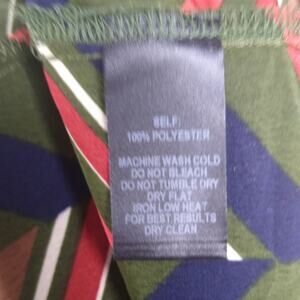 SELF:
100% POLYESTER
MACHINE WASH COLD
DO NOT BLEACH
DO NOT TUMBLE DRY
DRY FLAT
IRON LOW HEAT
FOR BEST RESULTS
DRY CLEAN